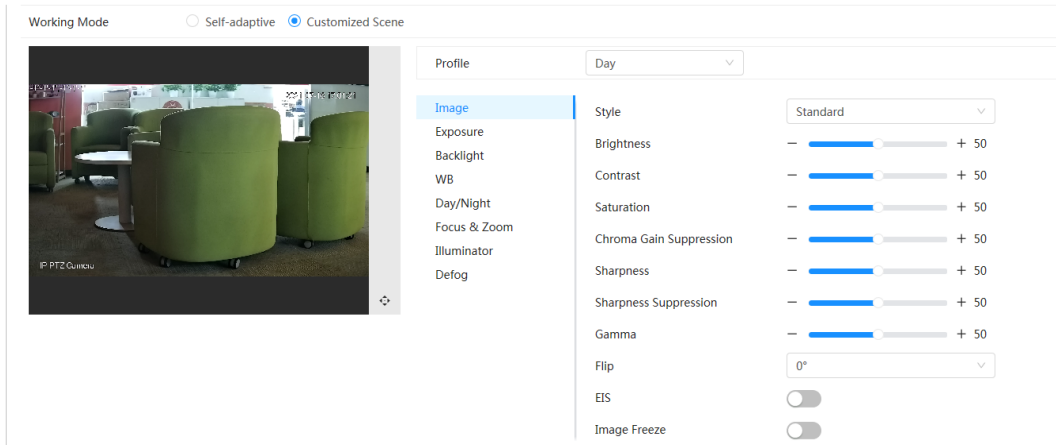 Working Mode Self-adaptive Customized Scene
Profile Day
Image
Exposure
Backlight
WB
Day/Night
Focus & Zoom
Illuminator
Defog
Style Standard
Brightness − + 50
Contrast − + 50
Saturation − + 50
Chroma Gain Suppression − + 50
Sharpness − + 50
Sharpness Suppression − + 50
Gamma − + 50
Flip 0°
EIS
Image Freeze
IP PTZ Camera